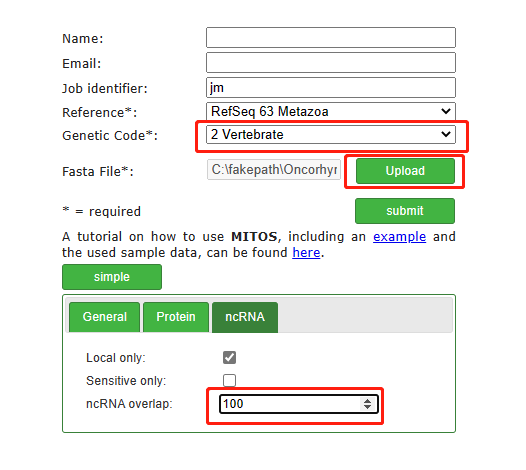 Name:
Email:
Job identifier: jm
Reference*: RefSeq 63 Metazoa
Genetic Code*: 2 Vertebrate
Fasta File*: C:\fakepath\Oncorhyn Upload
* = required submit
A tutorial on how to use MITOS, including an example and
the used sample data, can be found here.
simple
General Protein ncRNA
Local only:
Sensitive only:
ncRNA overlap: 100